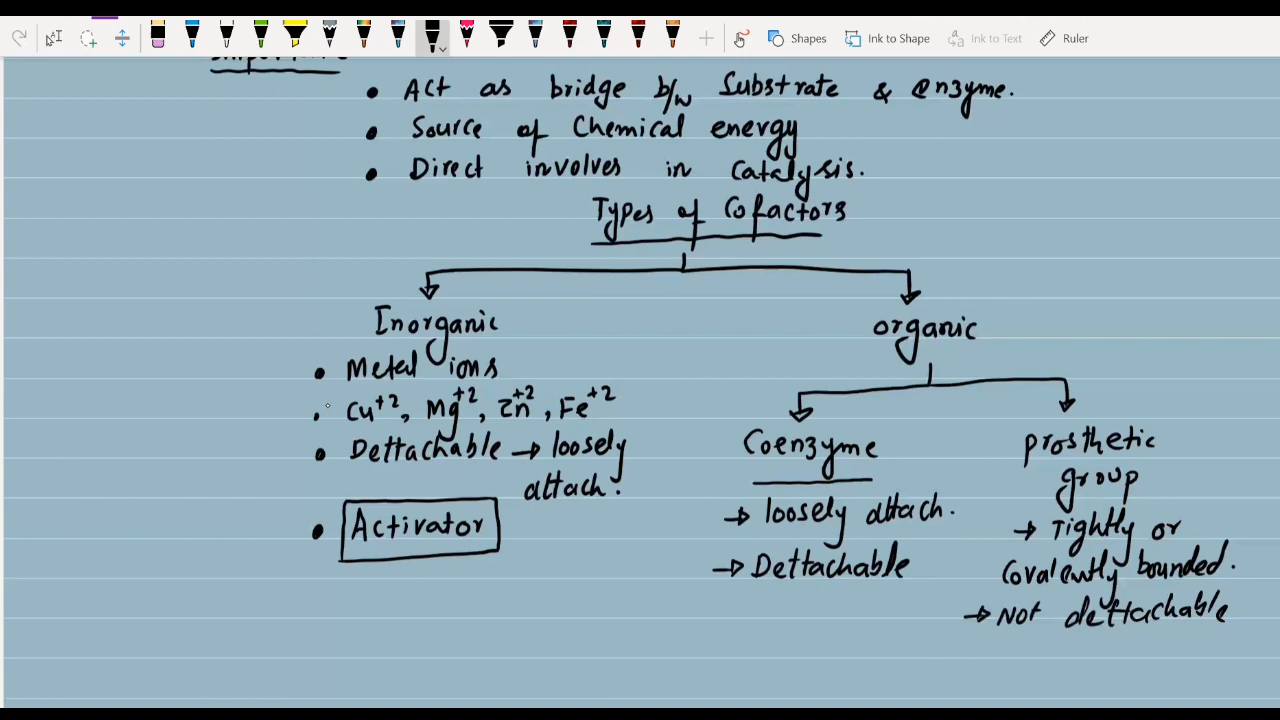 Shapes Ink to Shape Ink to Text Ruler
• Act as bridge b/w Substrate & enzyme.
• Source of Chemical energy
• Direct involves in Catalysis.
Types of Cofactors
Inorganic
organic
• Metal ions
• Cu+2, Mg+2, Zn+2, Fe+2
• Dettachable → loosely
attach.
• Activator
Coenzyme
→ loosely attach.
→ Dettachable
prosthetic
group
→ Tightly or
Covalently bounded.
→ Not dettachable